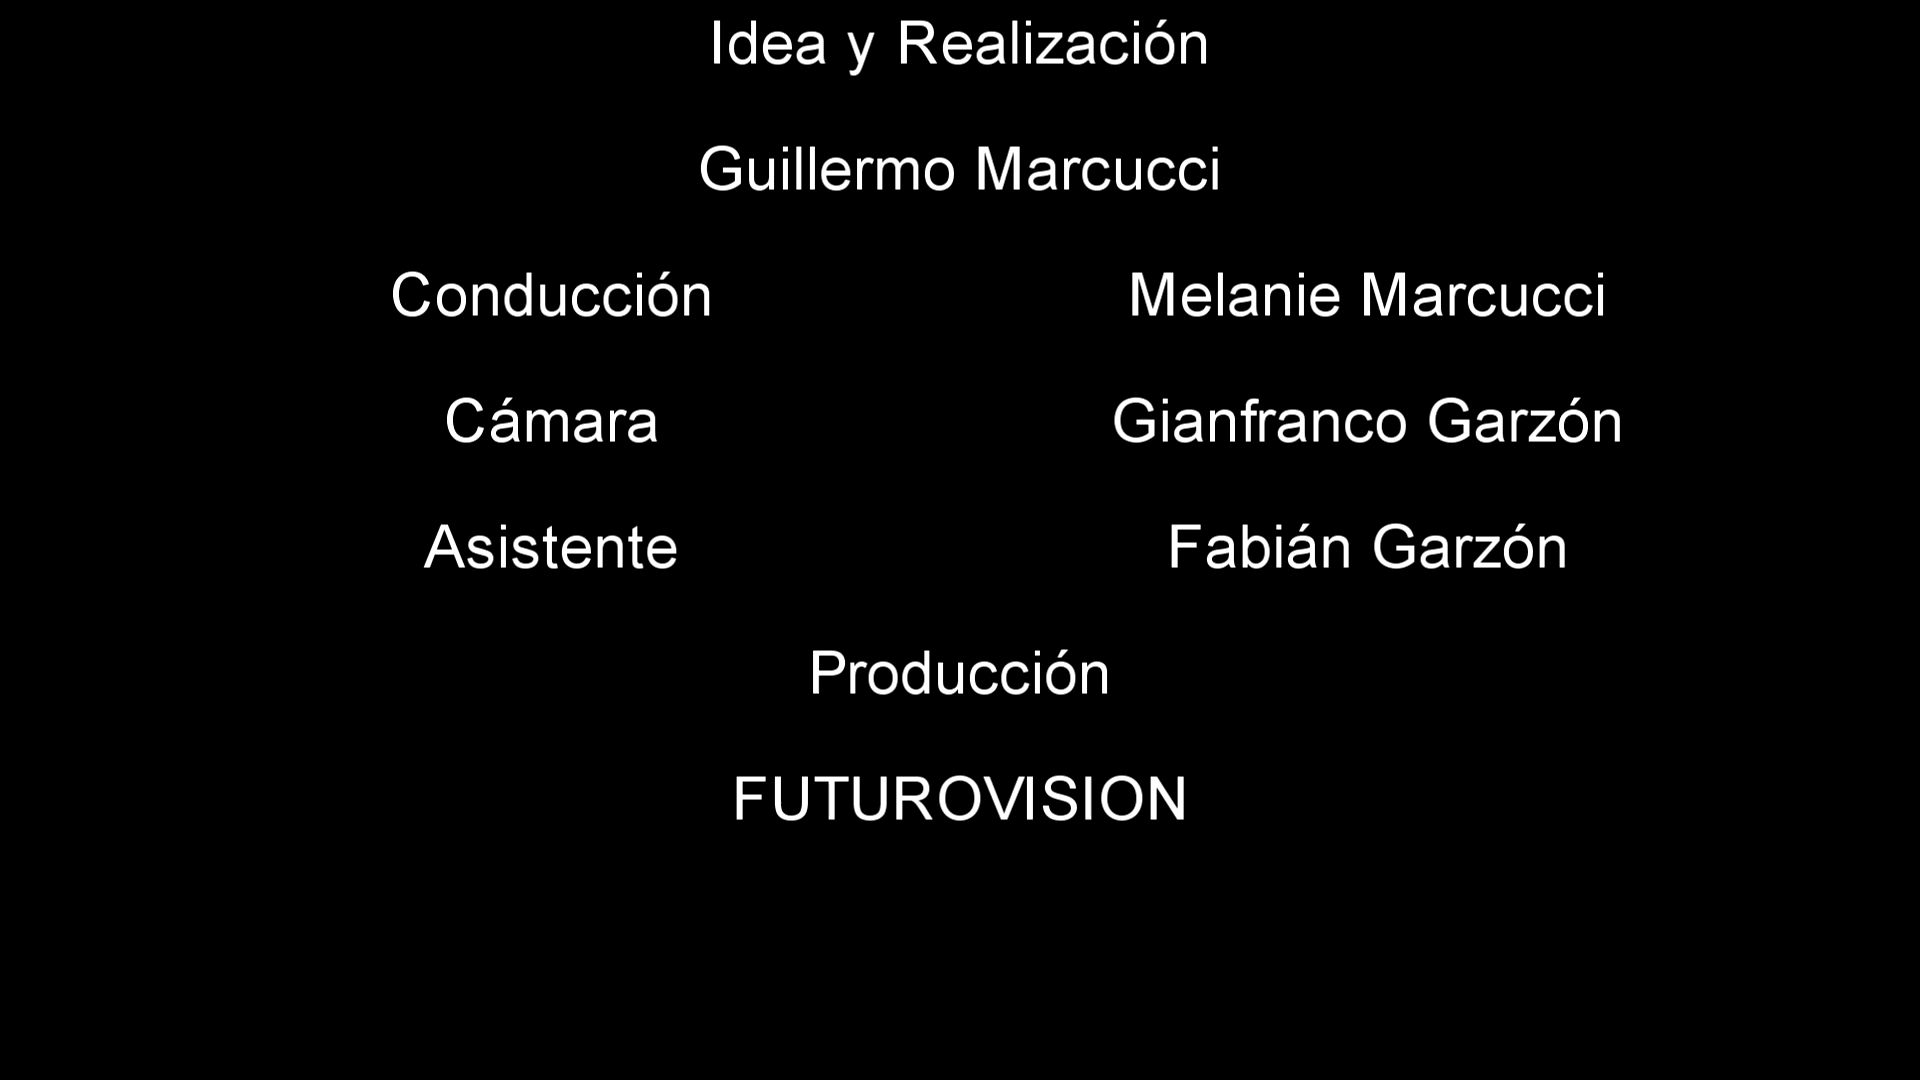 Idea y Realización
Guillermo Marcucci
Conducción Melanie Marcucci
Cámara Gianfranco Garzón
Asistente Fabián Garzón
Producción
FUTUROVISION